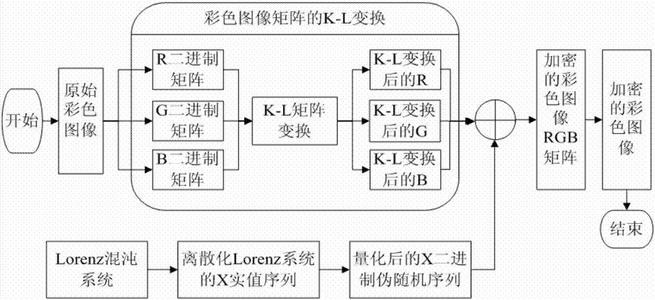 彩色图像矩阵的K-L变换
开始
原始
彩色
图像
R二进制
矩阵
G二进制
矩阵
B二进制
矩阵
K-L矩阵
变换
K-L变换
后的R
K-L变换
后的G
K-L变换
后的B
加密
的彩
色图
像
RGB
矩阵
加密
的彩
色图
像
结束
Lorenz混沌
系统
离散化Lorenz系统
的X实值序列
量化后的X二进
制伪随机序列